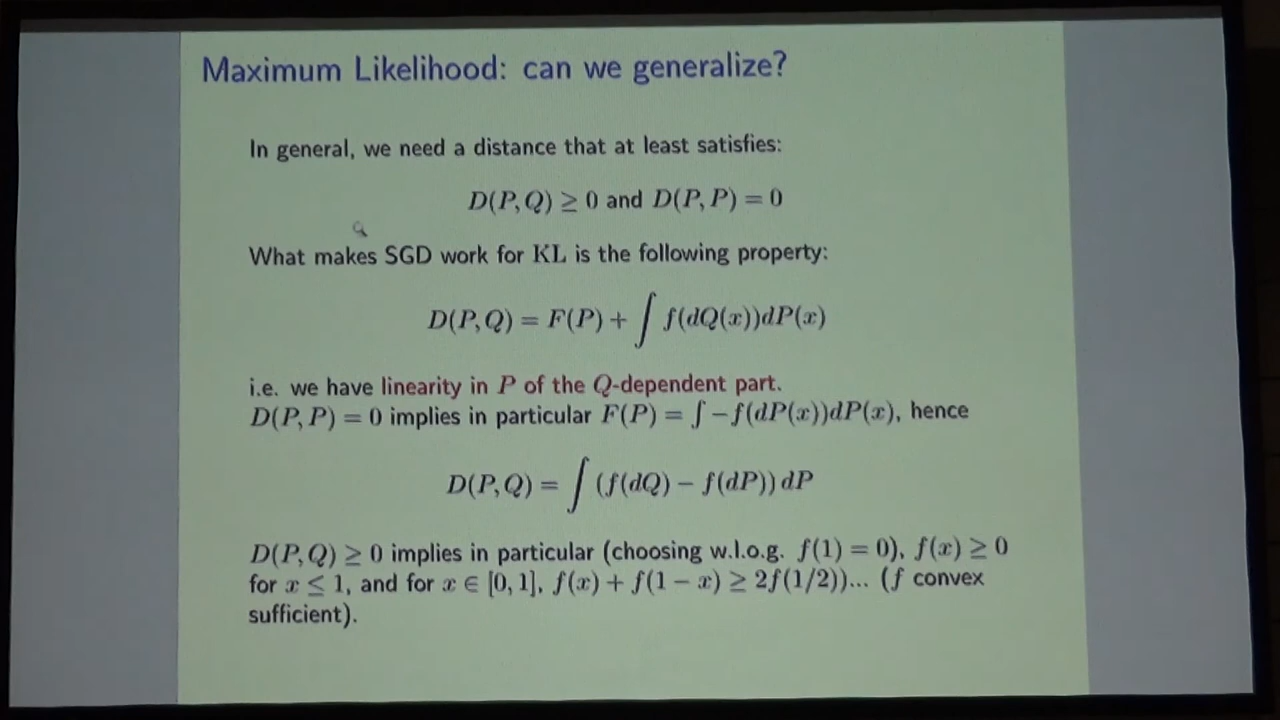 Maximum Likelihood: can we generalize?
In general, we need a distance that at least satisfies:
D(P, Q) ≥ 0 and D(P, P) = 0
What makes SGD work for KL is the following property:
D(P, Q) = F(P) + ∫ f(dQ(x))dP(x)
i.e. we have linearity in P of the Q-dependent part.
D(P, P) = 0 implies in particular F(P) = ∫ −f(dP(x))dP(x), hence
D(P, Q) = ∫ (f(dQ) − f(dP)) dP
D(P, Q) ≥ 0 implies in particular (choosing w.l.o.g. f(1) = 0), f(x) ≥ 0
for x ≤ 1, and for x ∈ [0, 1], f(x) + f(1 − x) ≥ 2f(1/2))... (f convex
sufficient).